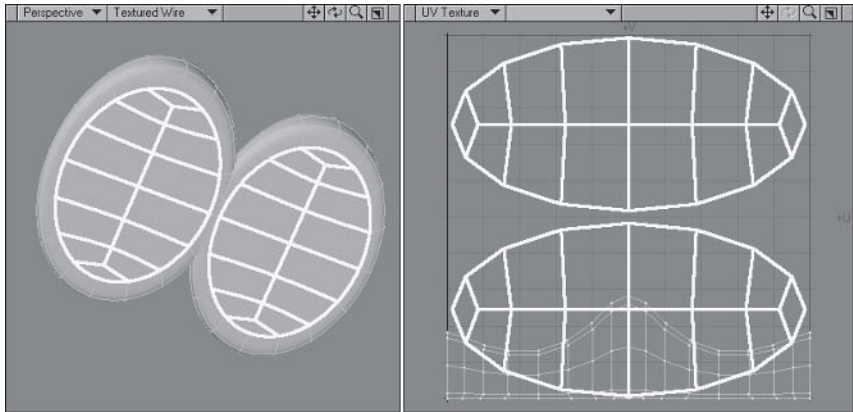 Perspective
Textured Wire
UV Texture
+V
+U